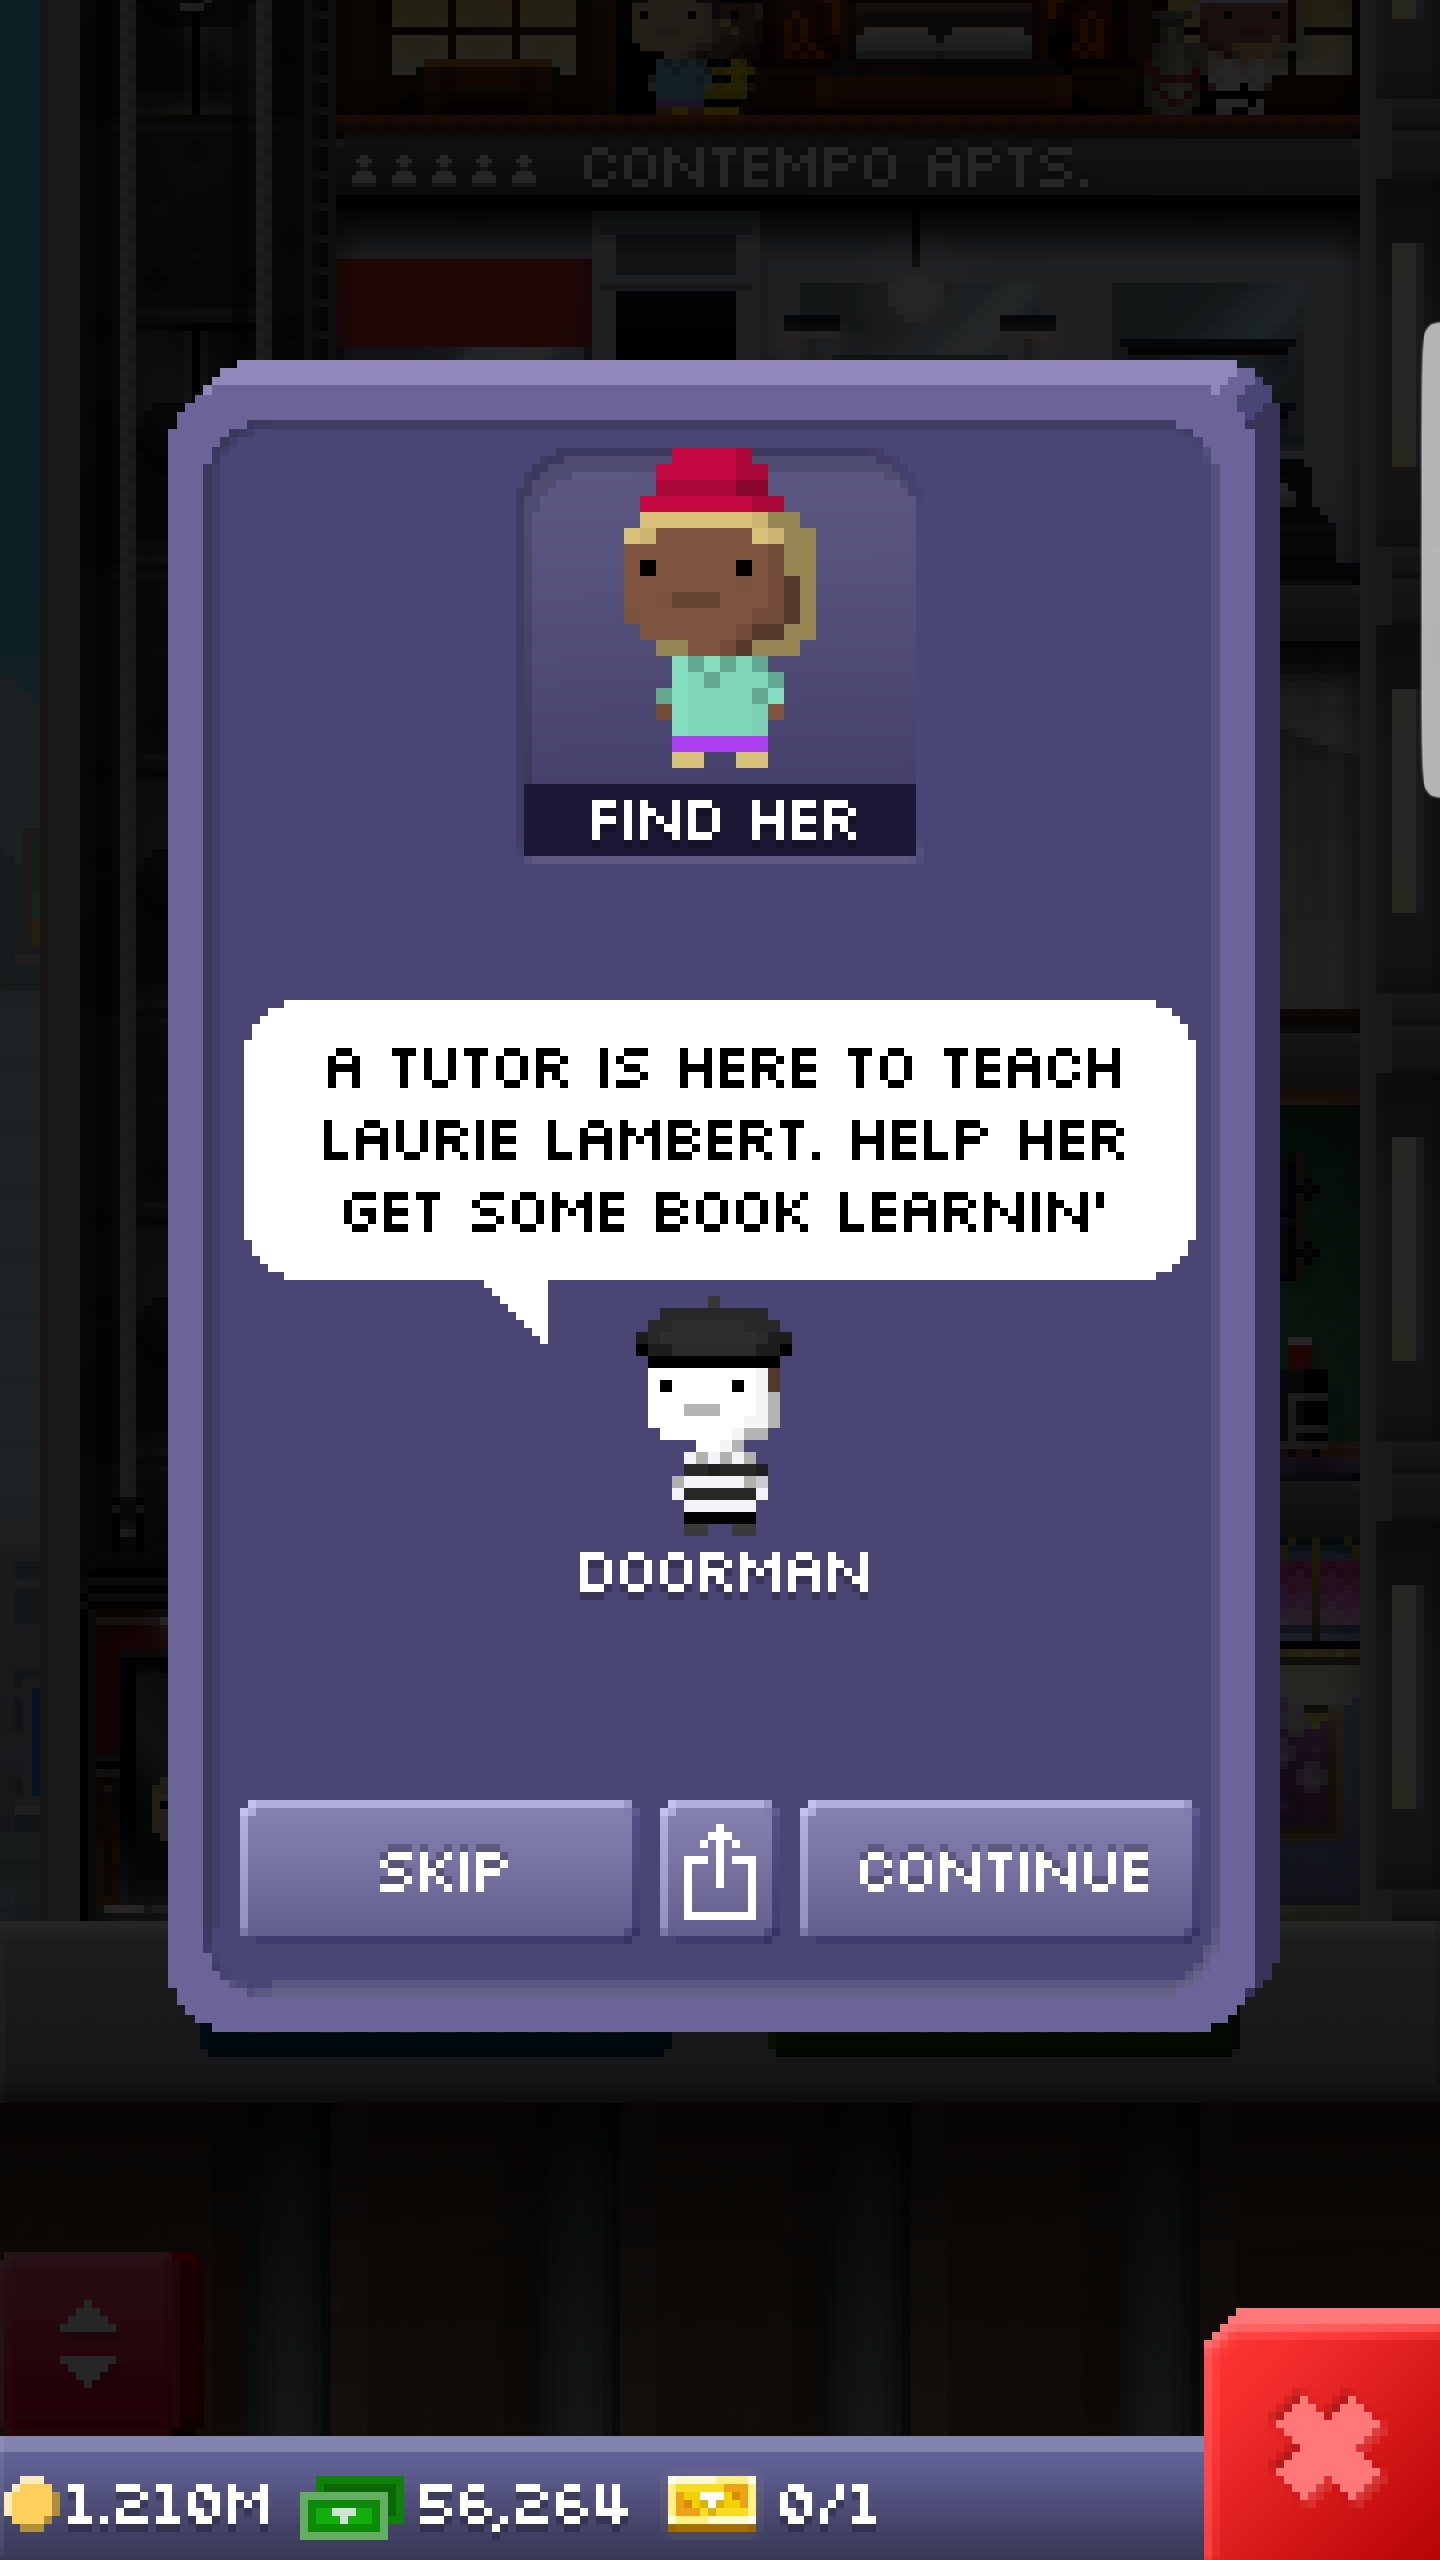 CONTEMPO APTS.
FIND HER
A TUTOR IS HERE TO TEACH
LAURIE LAMBERT. HELP HER
GET SOME BOOK LEARNIN'
DOORMAN
SKIP
CONTINUE
1.210M 56,264 0/1